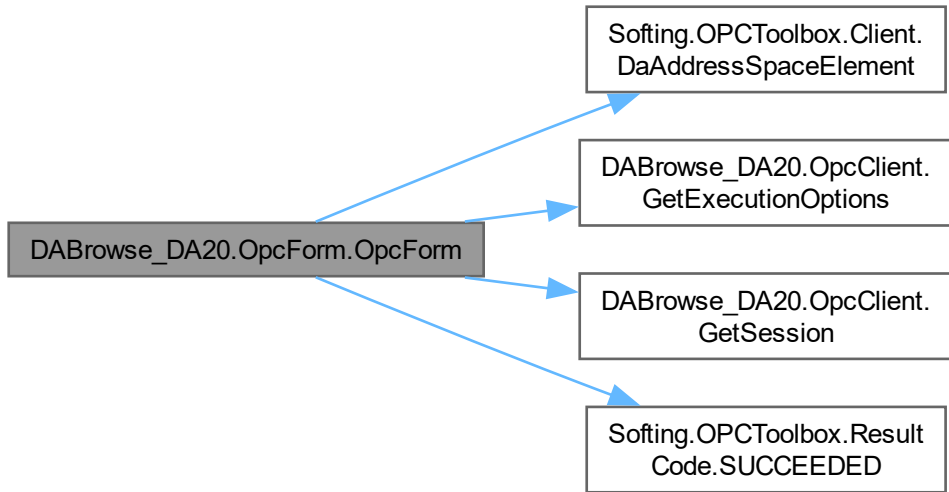 Softing.OPCToolbox.Client.
DaAddressSpaceElement
DABrowse_DA20.OpcClient.
GetExecutionOptions
DABrowse_DA20.OpcForm.OpcForm
DABrowse_DA20.OpcClient.
GetSession
Softing.OPCToolbox.Result
Code.SUCCEEDED